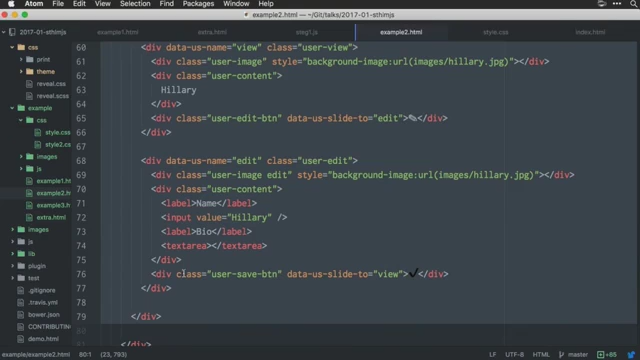 Atom File Edit View Selection Find Packages Window Help
example2.html — ~/Git/talks/2017-01-sthlmjs
2017-01-sthlmjs
example1.html extra.html steg1.js example2.html style.css index.html
css
print
theme
reveal.css
reveal.scss
example
css
style.css
style2.cs
images
js
example1.h
example2.ht
example3.h
extra.html
images
js
lib
plugin
test
.gitignore
.travis.yml
bower.json
CONTRIBUTING
demo.html
60 <div data-us-name="view" class="user-view">
61 <div class="user-image" style="background-image:url(images/hillary.jpg)"></div>
62 <div class="user-content">
63 Hillary
64 </div>
65 <div class="user-edit-btn" data-us-slide-to="edit">✎</div>
66 </div>
67
68 <div data-us-name="edit" class="user-edit">
69 <div class="user-image edit" style="background-image:url(images/hillary.jpg)"></div>
70 <div class="user-content">
71 <label>Name</label>
72 <input value="Hillary" />
73 <label>Bio</label>
74 <textarea></textarea>
75 </div>
76 <div class="user-save-btn" data-us-slide-to="view">✔</div>
77 </div>
78
79 </div>
80
81 </div>
example/example2.html 80:1 (23, 793) LF UTF-8 HTML master +65